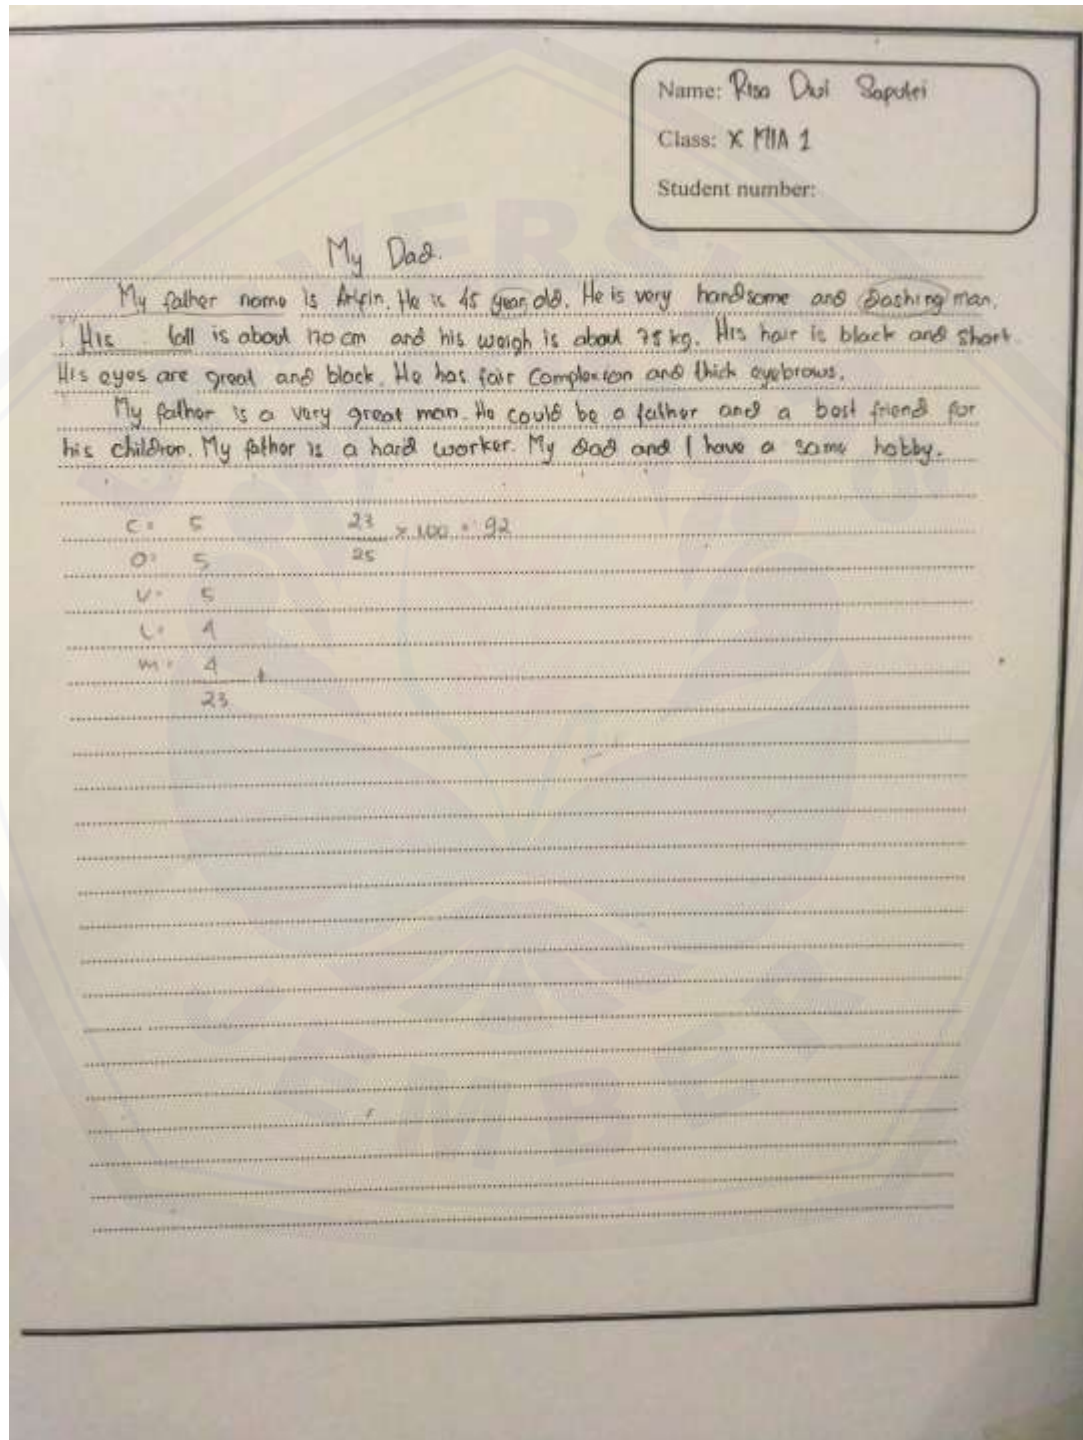 Name: Risa Dwi Saputri
Class: X MIA 1
Student number:
My Dad.
My father name is Arifin. He is 45 year old. He is very handsome and Dashing man.
His tall is about 170 cm and his weigh is about 75 kg. His hair is black and short
His eyes are great and black. He has fair complexion and thick eyebrows.
My father is a very great man. He could be a father and a best friend for
his children. My father is a hard worker. My dad and I have a same hobby.
C = 5 23 x 100 = 92
O = 5 25
V = 5
L = 4
m = 4 +
23